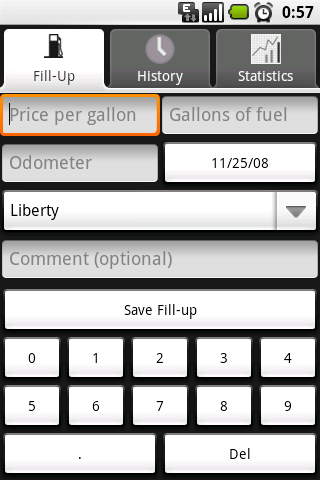 E 0:57
Fill-Up History Statistics
Price per gallon Gallons of fuel
Odometer 11/25/08
Liberty
Comment (optional)
Save Fill-up
0 1 2 3 4
5 6 7 8 9
. Del